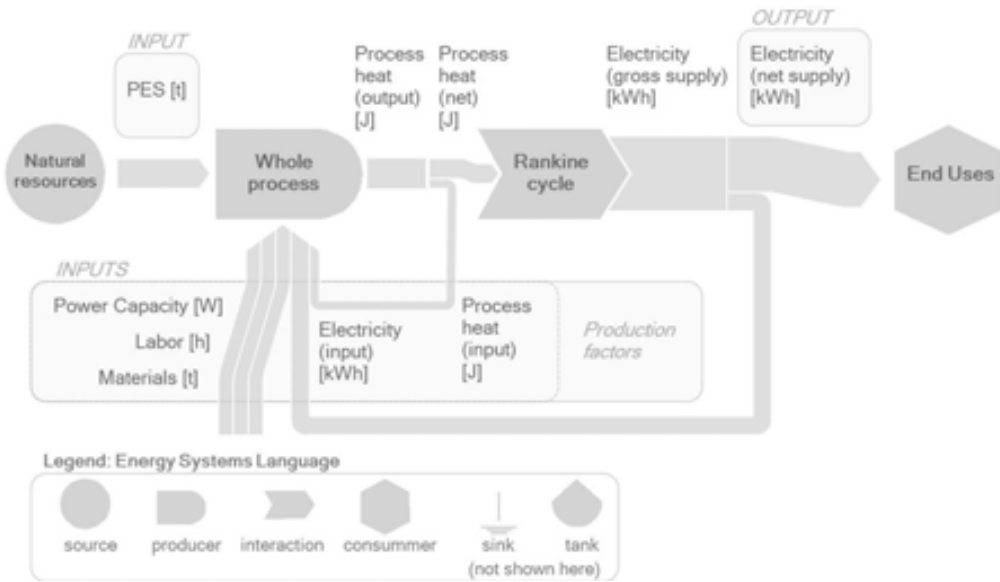 INPUT
PES [t]
Process
heat
(output)
[J]
Process
heat
(net)
[J]
Electricity
(gross supply)
[kWh]
OUTPUT
Electricity
(net supply)
[kWh]
Natural
resources
Whole
process
Rankine
cycle
End Uses
INPUTS
Power Capacity [W]
Labor [h]
Materials [t]
Electricity
(input)
[kWh]
Process
heat
(input)
[J]
Production
factors
Legend: Energy Systems Language
source
producer
interaction
consummer
sink
tank
(not shown here)